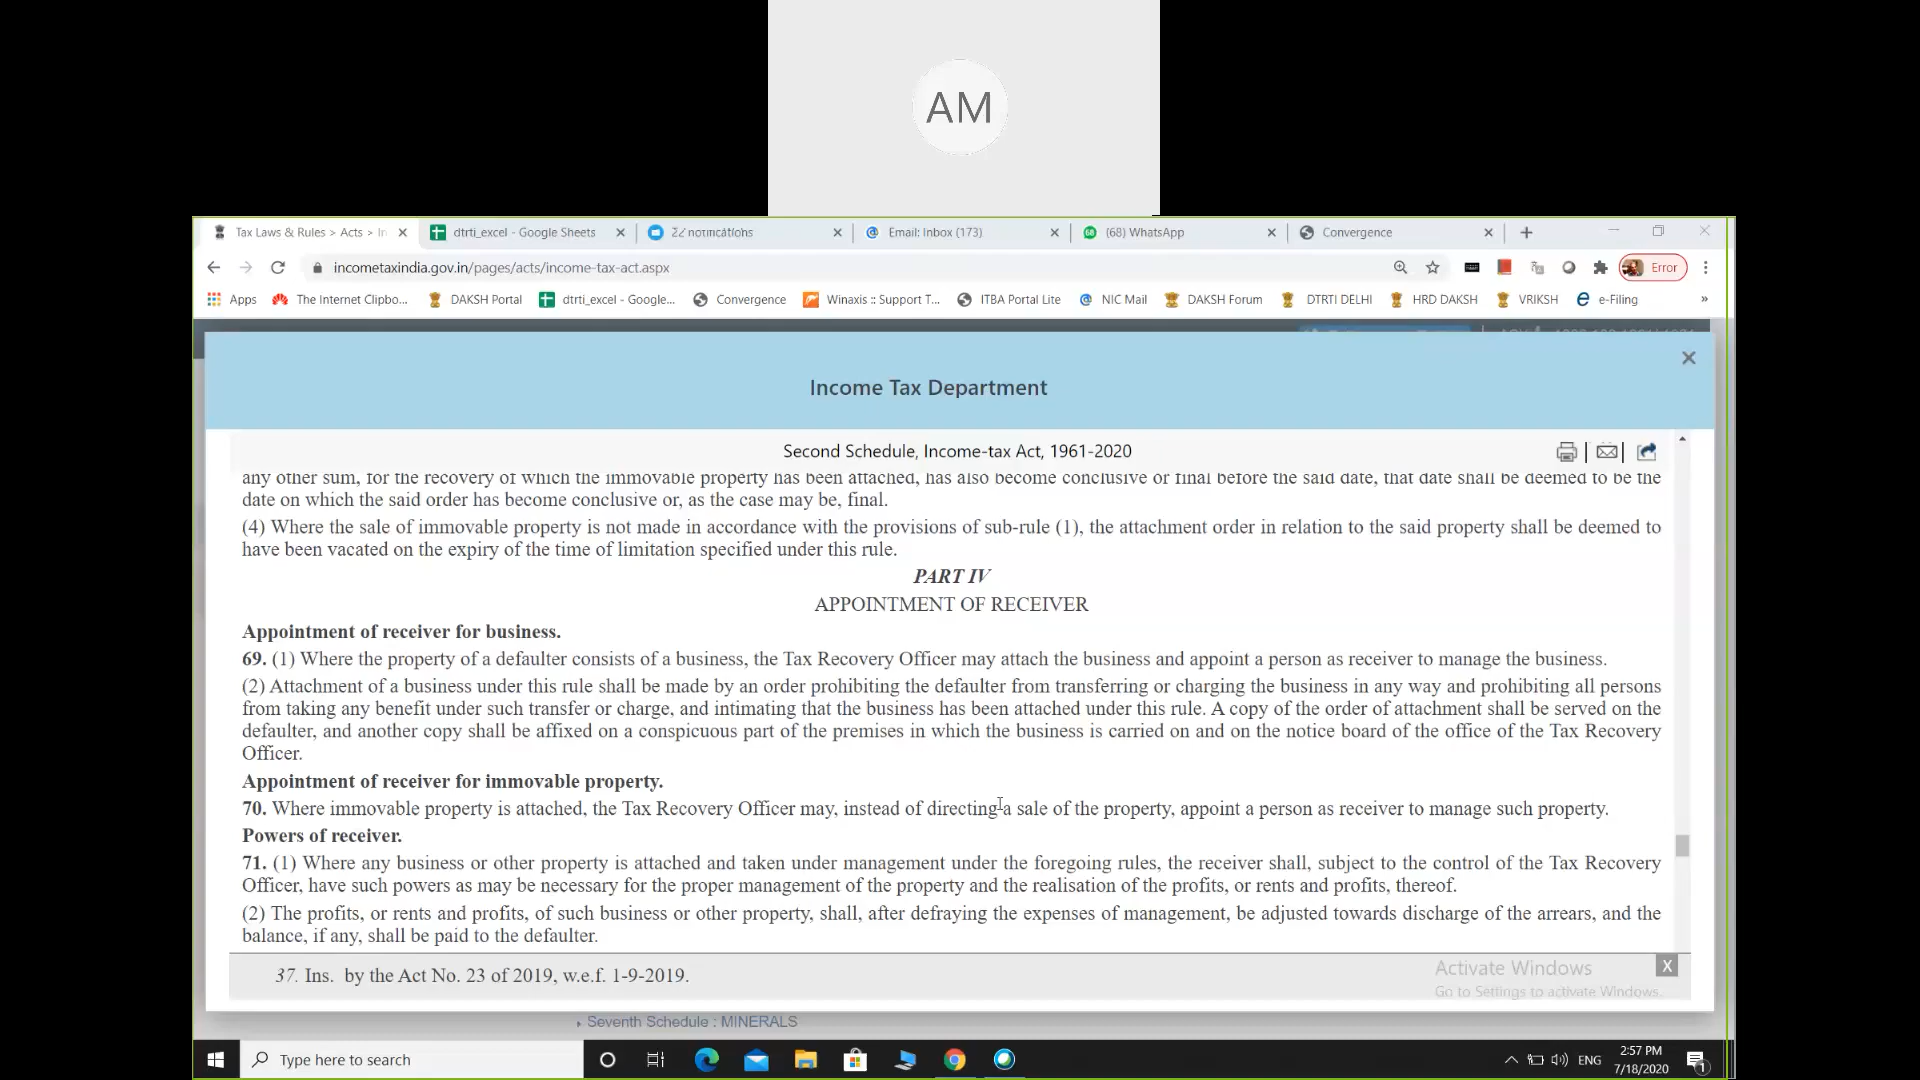 AM
Tax Laws & Rules > Acts > In
dtrti_excel - Google Sheets
22 notifications
Email: Inbox (173)
(68) WhatsApp
Convergence
incometaxindia.gov.in/pages/acts/income-tax-act.aspx
Error
Apps
The Internet Clipbo...
DAKSH Portal
dtrti_excel - Google...
Convergence
Winaxis :: Support T...
ITBA Portal Lite
NIC Mail
DAKSH Forum
DTRTI DELHI
HRD DAKSH
VRIKSH
e-Filing
»
Income Tax Department
Second Schedule, Income-tax Act, 1961-2020
any other sum, for the recovery of which the immovable property has been attached, has also become conclusive or final before the said date, that date shall be deemed to be the
date on which the said order has become conclusive or, as the case may be, final.
(4) Where the sale of immovable property is not made in accordance with the provisions of sub-rule (1), the attachment order in relation to the said property shall be deemed to
have been vacated on the expiry of the time of limitation specified under this rule.
PART IV
APPOINTMENT OF RECEIVER
Appointment of receiver for business.
69. (1) Where the property of a defaulter consists of a business, the Tax Recovery Officer may attach the business and appoint a person as receiver to manage the business.
(2) Attachment of a business under this rule shall be made by an order prohibiting the defaulter from transferring or charging the business in any way and prohibiting all persons
from taking any benefit under such transfer or charge, and intimating that the business has been attached under this rule. A copy of the order of attachment shall be served on the
defaulter, and another copy shall be affixed on a conspicuous part of the premises in which the business is carried on and on the notice board of the office of the Tax Recovery
Officer.
Appointment of receiver for immovable property.
70. Where immovable property is attached, the Tax Recovery Officer may, instead of directing a sale of the property, appoint a person as receiver to manage such property.
Powers of receiver.
71. (1) Where any business or other property is attached and taken under management under the foregoing rules, the receiver shall, subject to the control of the Tax Recovery
Officer, have such powers as may be necessary for the proper management of the property and the realisation of the profits, or rents and profits, thereof.
(2) The profits, or rents and profits, of such business or other property, shall, after defraying the expenses of management, be adjusted towards discharge of the arrears, and the
balance, if any, shall be paid to the defaulter.
37. Ins. by the Act No. 23 of 2019, w.e.f. 1-9-2019.
X
Activate Windows
Go to Settings to activate Windows.
Seventh Schedule : MINERALS
Type here to search
ENG
2:57 PM
7/18/2020
1